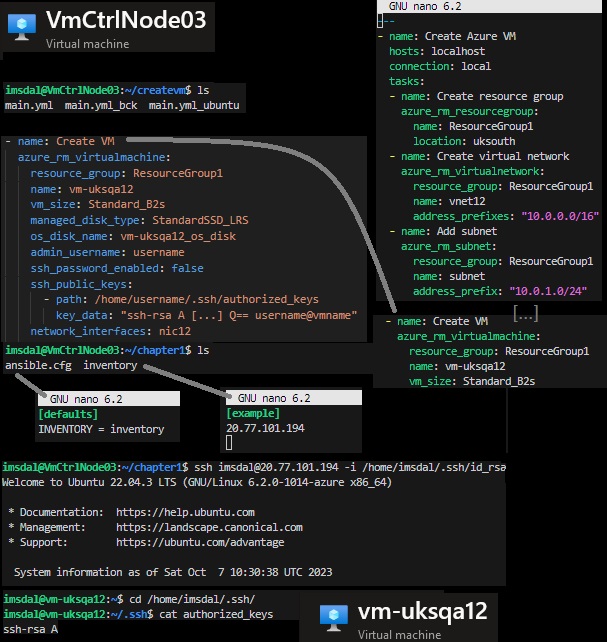 VmCtrlNode03
Virtual machine
imsdal@VmCtrlNode03:~/createvm$ ls
main.yml  main.yml_bck  main.yml_ubuntu
- name: Create VM
  azure_rm_virtualmachine:
    resource_group: ResourceGroup1
    name: vm-uksqa12
    vm_size: Standard_B2s
    managed_disk_type: StandardSSD_LRS
    os_disk_name: vm-uksqa12_os_disk
    admin_username: username
    ssh_password_enabled: false
    ssh_public_keys:
      - path: /home/username/.ssh/authorized_keys
        key_data: "ssh-rsa A [...] Q== username@vmname"
    network_interfaces: nic12
GNU nano 6.2
---
- name: Create Azure VM
  hosts: localhost
  connection: local
  tasks:
  - name: Create resource group
    azure_rm_resourcegroup:
      name: ResourceGroup1
      location: uksouth
  - name: Create virtual network
    azure_rm_virtualnetwork:
      resource_group: ResourceGroup1
      name: vnet12
      address_prefixes: "10.0.0.0/16"
  - name: Add subnet
    azure_rm_subnet:
      resource_group: ResourceGroup1
      name: subnet
      address_prefix: "10.0.1.0/24"
[...]
- name: Create VM
  azure_rm_virtualmachine:
    resource_group: ResourceGroup1
    name: vm-uksqa12
    vm_size: Standard_B2s
imsdal@VmCtrlNode03:~/chapter1$ ls
ansible.cfg  inventory
GNU nano 6.2
[defaults]
INVENTORY = inventory
GNU nano 6.2
[example]
20.77.101.194
imsdal@VmCtrlNode03:~/chapter1$ ssh imsdal@20.77.101.194 -i /home/imsdal/.ssh/id_rsa
Welcome to Ubuntu 22.04.3 LTS (GNU/Linux 6.2.0-1014-azure x86_64)
* Documentation:  https://help.ubuntu.com
* Management:     https://landscape.canonical.com
* Support:        https://ubuntu.com/advantage
System information as of Sat Oct  7 10:30:38 UTC 2023
imsdal@vm-uksqa12:~$ cd /home/imsdal/.ssh/
imsdal@vm-uksqa12:~/.ssh$ cat authorized_keys
ssh-rsa A
vm-uksqa12
Virtual machine